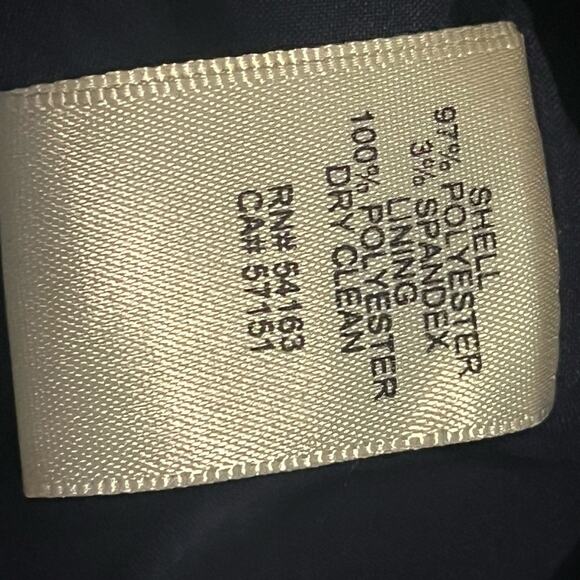 SHELL
97% POLYESTER
3% SPANDEX
LINING
100% POLYESTER
DRY CLEAN
RN# 54163
CA# 57151